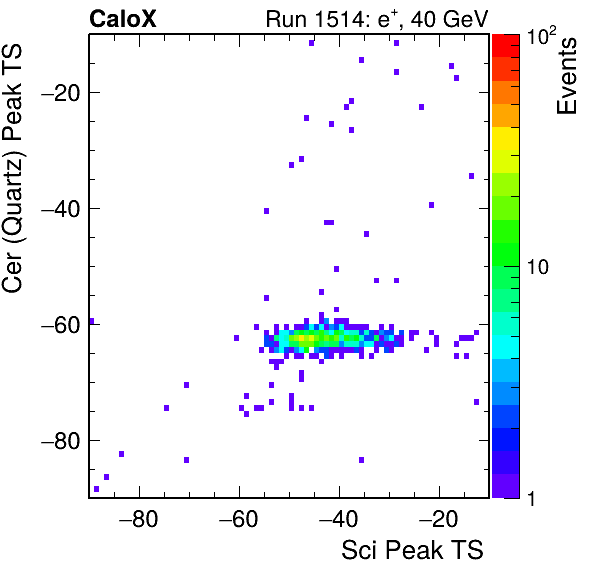 CaloX Run 1514: e⁺, 40 GeV
10²
Events
Cer (Quartz) Peak TS
−20
−40
10
−60
−80
1
−80 −60 −40 −20
Sci Peak TS